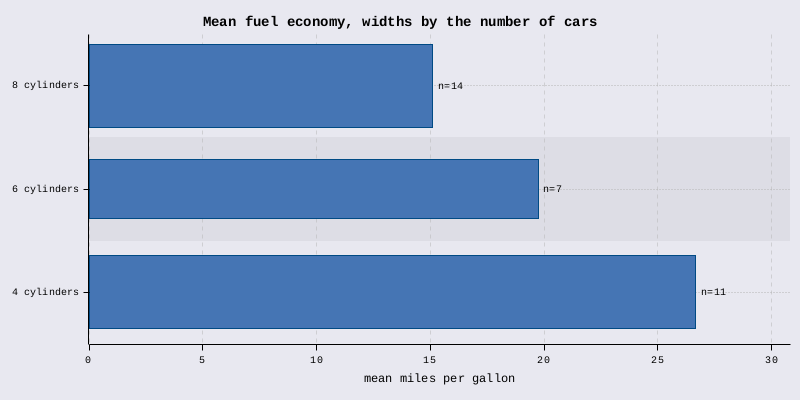 Mean fuel economy, widths by the number of cars
8 cylinders
n=14
6 cylinders
n=7
4 cylinders
n=11
0 5 10 15 20 25 30
mean miles per gallon